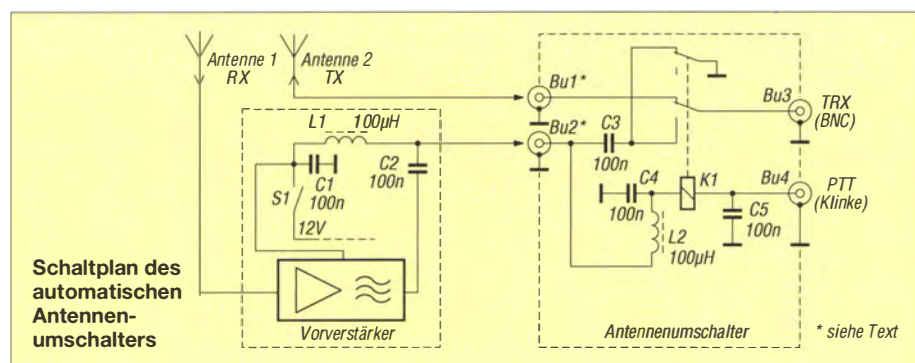 Antenne 1
RX
Antenne 2
TX
L1
100µH
C1
100n
C2
100n
S1
12V
Vorverstärker
Bu1*
Bu2*
C3
100n
C4
100n
K1
L2
100µH
C5
100n
Bu3
TRX
(BNC)
Bu4
PTT
(Klinke)
Antennenumschalter
* siehe Text
Schaltplan des
automatischen
Antennen-
umschalters